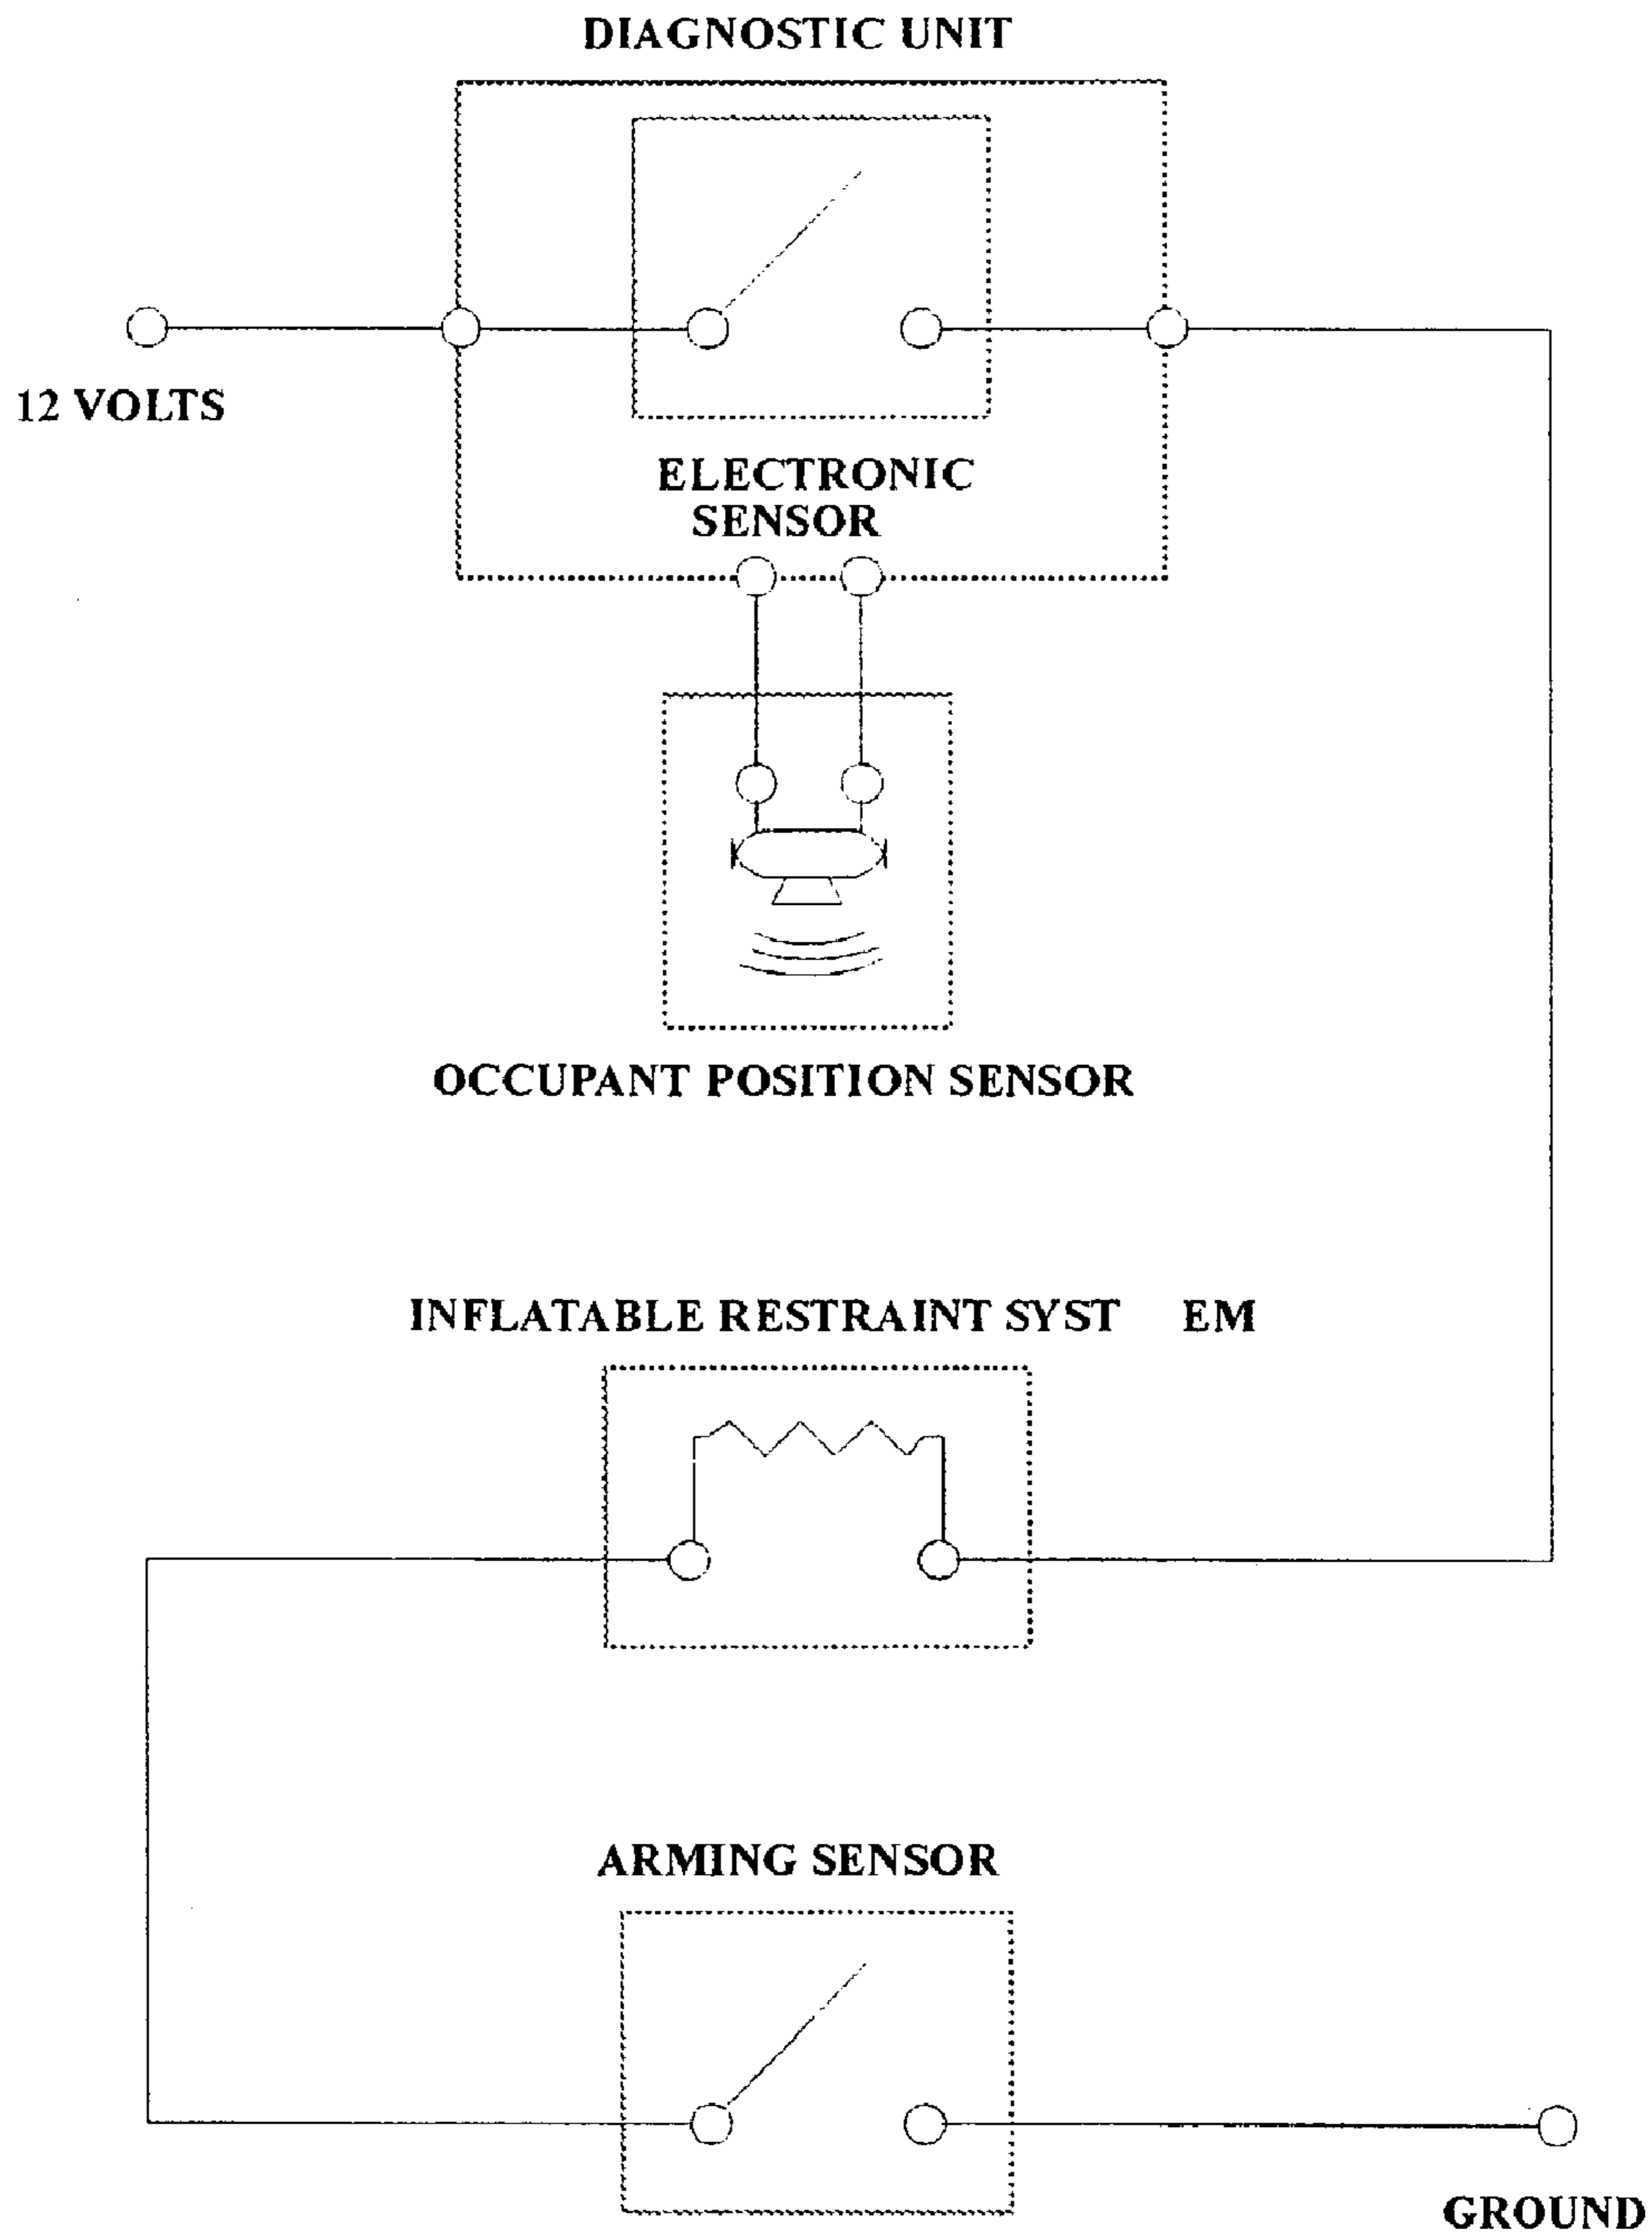 DIAGNOSTIC UNIT
12 VOLTS
ELECTRONIC
SENSOR
OCCUPANT POSITION SENSOR
INFLATABLE RESTRAINT SYST EM
ARMING SENSOR
GROUND